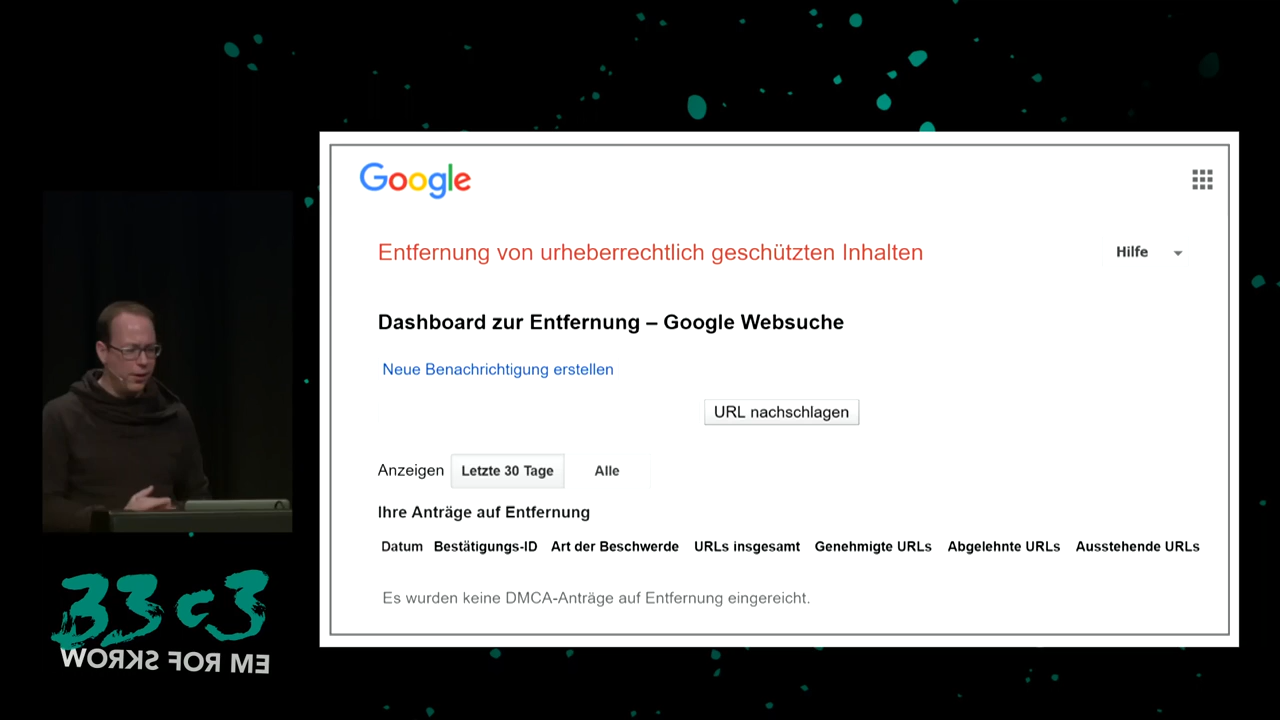 Google
Entfernung von urheberrechtlich geschützten Inhalten
Hilfe
Dashboard zur Entfernung – Google Websuche
Neue Benachrichtigung erstellen
URL nachschlagen
Anzeigen Letzte 30 Tage Alle
Ihre Anträge auf Entfernung
Datum Bestätigungs-ID Art der Beschwerde URLs insgesamt Genehmigte URLs Abgelehnte URLs Ausstehende URLs
Es wurden keine DMCA-Anträge auf Entfernung eingereicht.
33c3
WORKS FOR ME